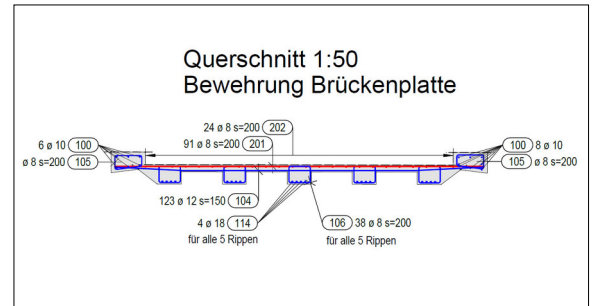 Querschnitt 1:50
Bewehrung Brückenplatte
24 ø 8 s=200 202
91 ø 8 s=200 201
6 ø 10 100
ø 8 s=200 105
100 8 ø 10
105 ø 8 s=200
123 ø 12 s=150 104
4 ø 18 114
für alle 5 Rippen
106 38 ø 8 s=200
für alle 5 Rippen